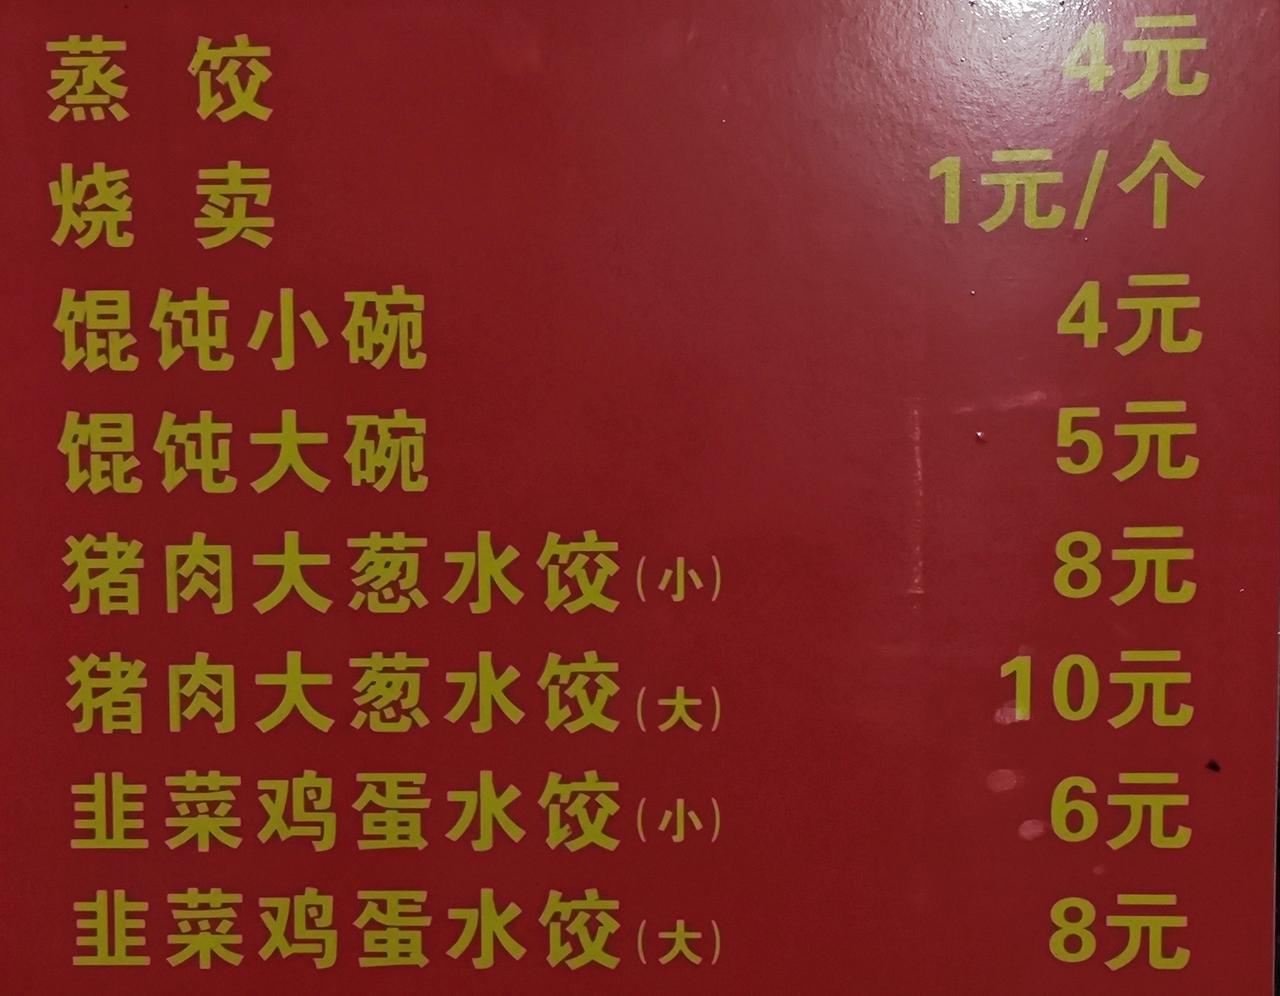 蒸饺 4元
烧卖 1元/个
馄饨小碗 4元
馄饨大碗 5元
猪肉大葱水饺(小) 8元
猪肉大葱水饺(大) 10元
韭菜鸡蛋水饺(小) 6元
韭菜鸡蛋水饺(大) 8元